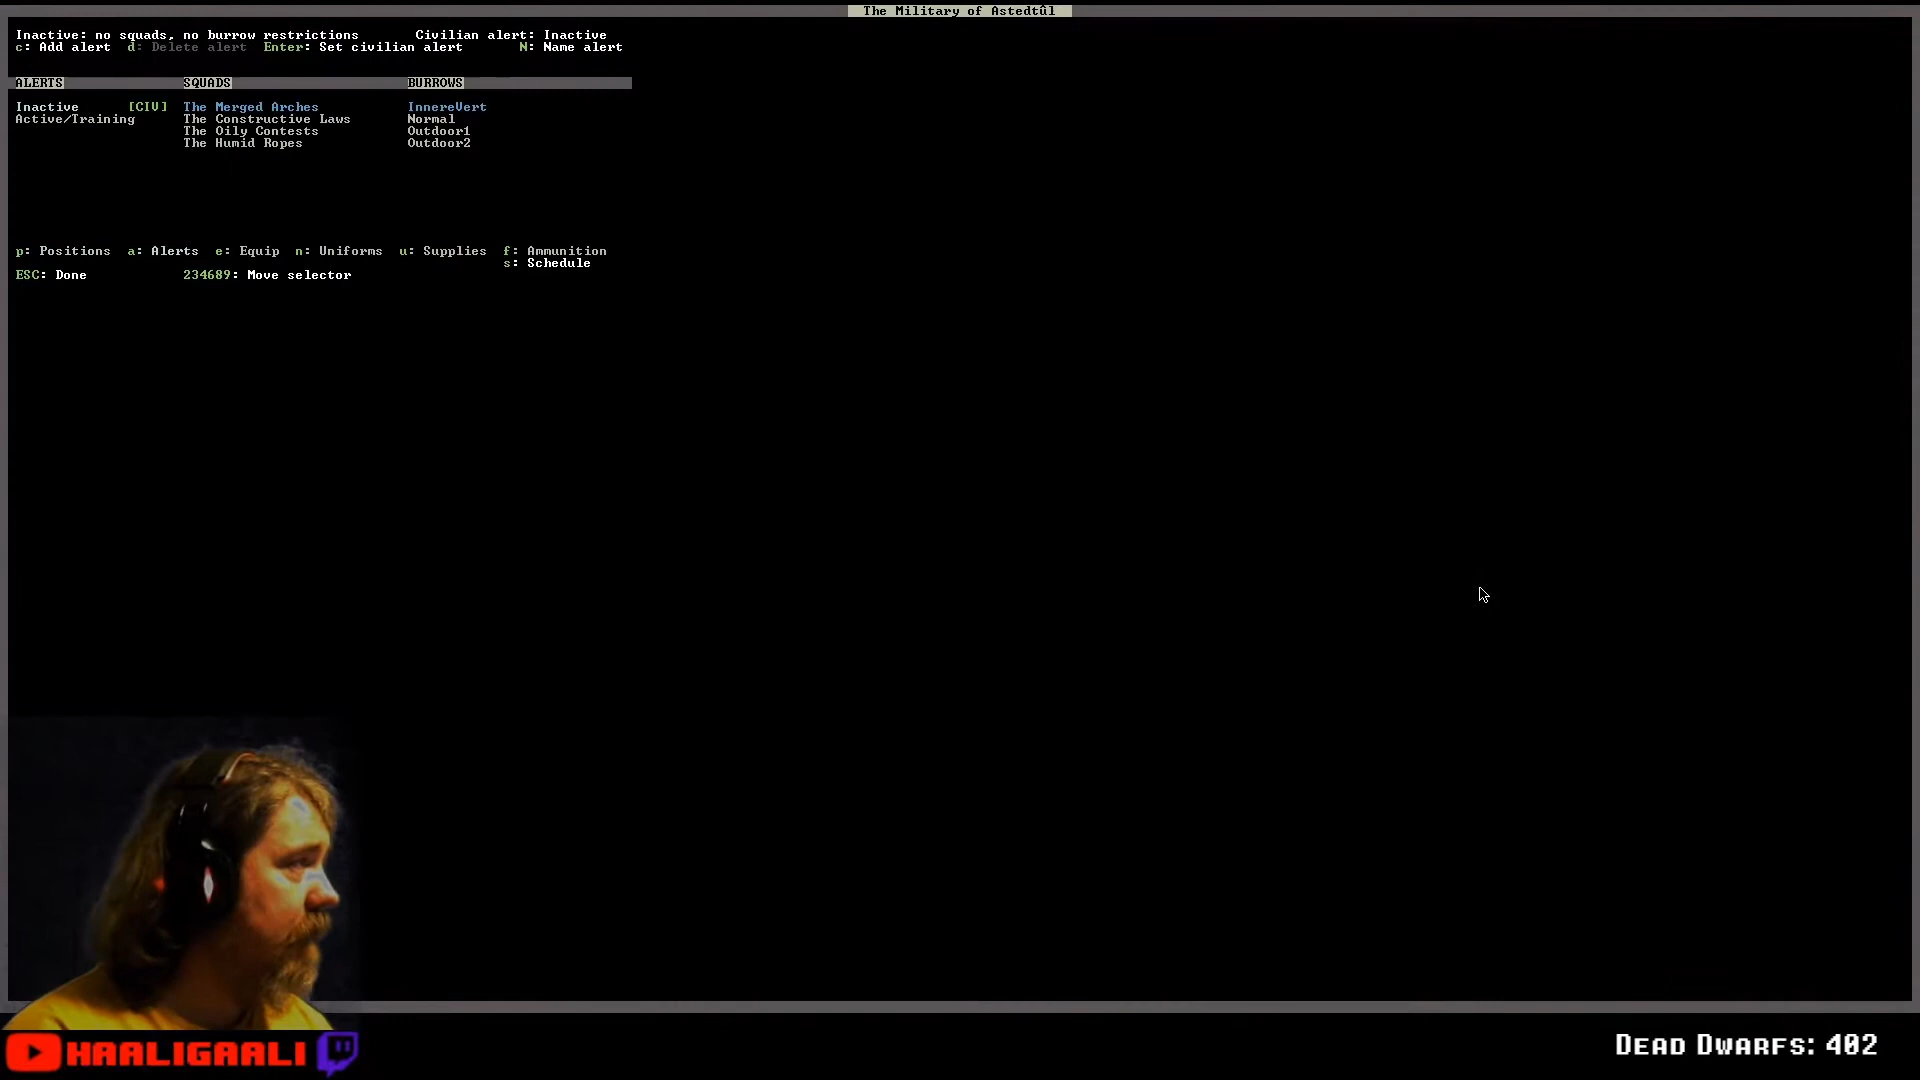 The Military of Astedtûl
Inactive: no squads, no burrow restrictions Civilian alert: Inactive
c: Add alert d: Delete alert Enter: Set civilian alert N: Name alert
ALERTS SQUADS BURROWS
Inactive [CIV] The Merged Arches InnereVert
Active/Training The Constructive Laws Normal
The Oily Contests Outdoor1
The Humid Ropes Outdoor2
p: Positions a: Alerts e: Equip n: Uniforms u: Supplies f: Ammunition
s: Schedule
ESC: Done 234689: Move selector
HAALIGAALI
DEAD DWARFS: 402